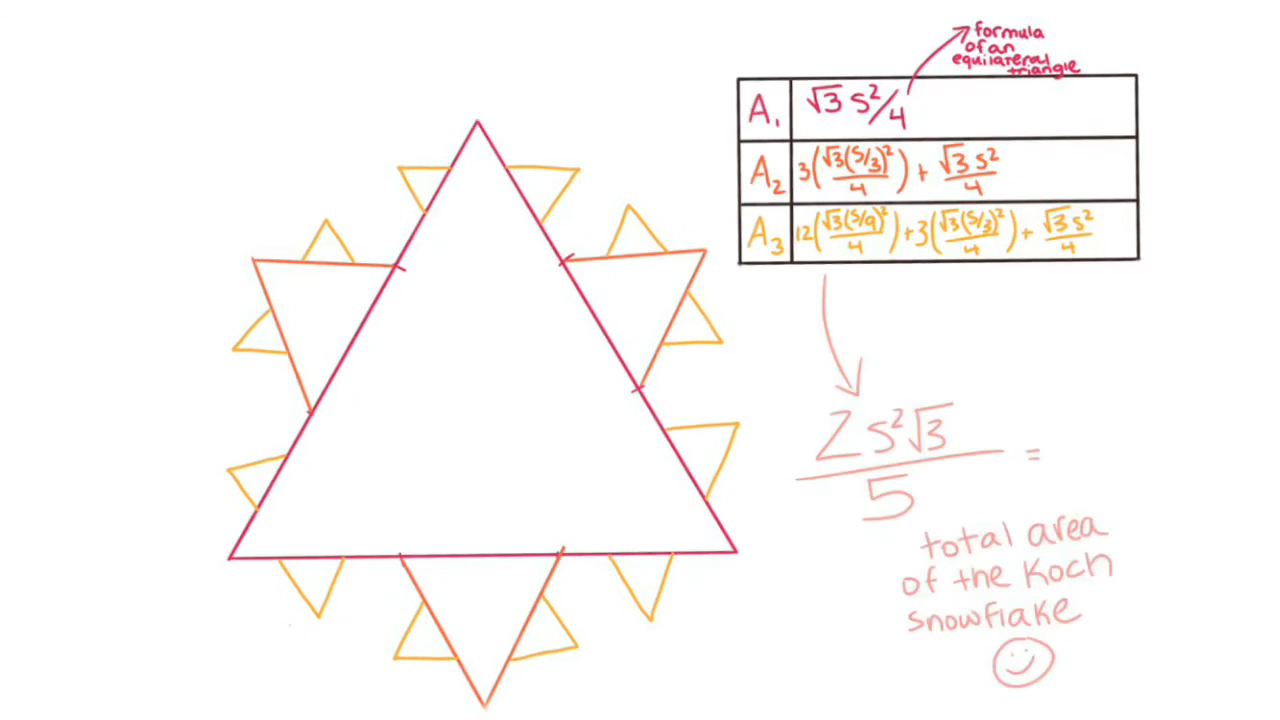 formula
of an
equilateral
triangle
A₁ √3 S²/4
A₂ 3(√3(S/3)²/4) + √3 S²/4
A₃ 12(√3(S/9)²/4) + 3(√3(S/3)²/4) + √3 S²/4
2 S²√3 / 5 =
total area
of the Koch
snowflake